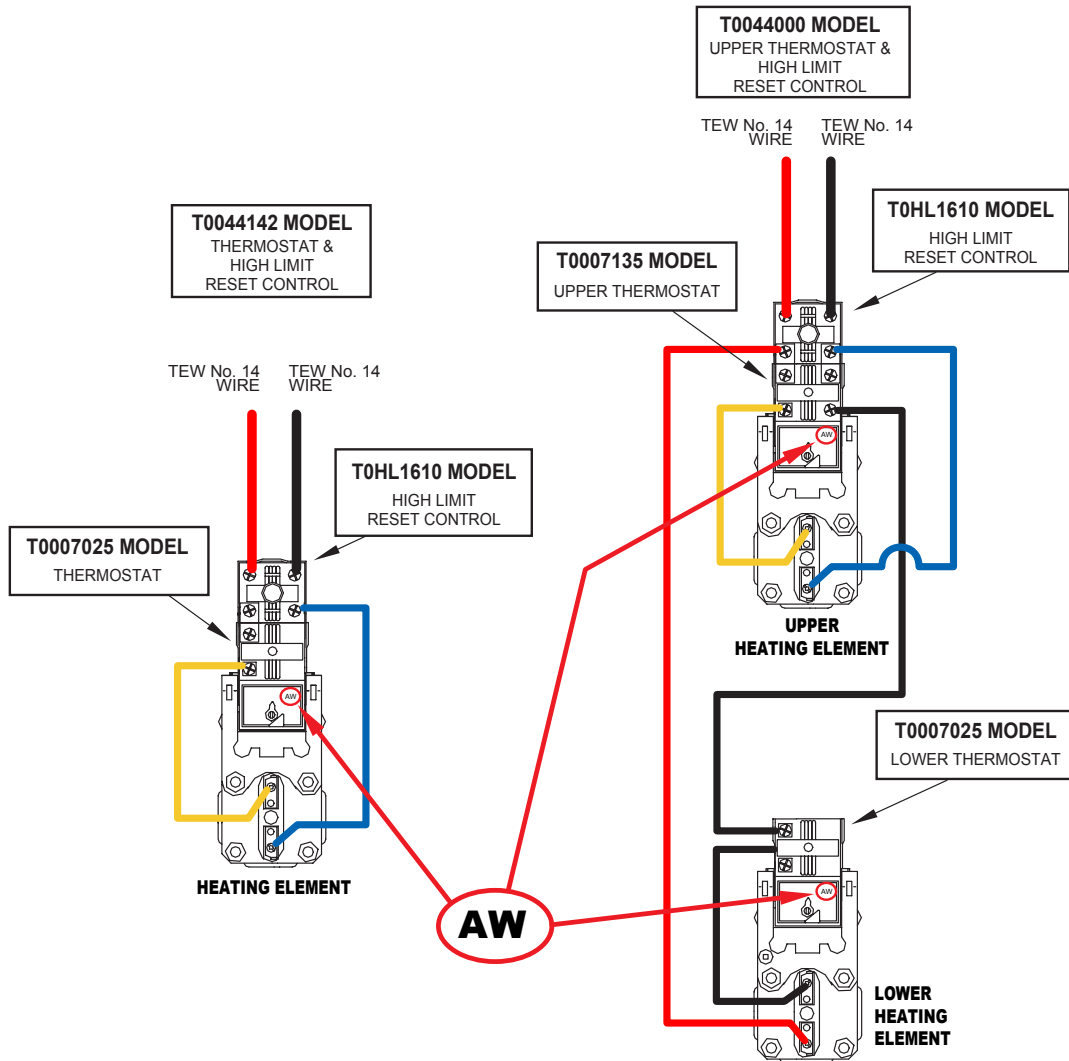 T0044000 MODEL
UPPER THERMOSTAT &
HIGH LIMIT
RESET CONTROL
TEW No. 14
WIRE
TEW No. 14
WIRE
T0HL1610 MODEL
HIGH LIMIT
RESET CONTROL
T0007135 MODEL
UPPER THERMOSTAT
AW
UPPER
HEATING ELEMENT
T0044142 MODEL
THERMOSTAT &
HIGH LIMIT
RESET CONTROL
TEW No. 14
WIRE
TEW No. 14
WIRE
T0HL1610 MODEL
HIGH LIMIT
RESET CONTROL
T0007025 MODEL
THERMOSTAT
AW
HEATING ELEMENT
T0007025 MODEL
LOWER THERMOSTAT
AW
AW
LOWER
HEATING
ELEMENT